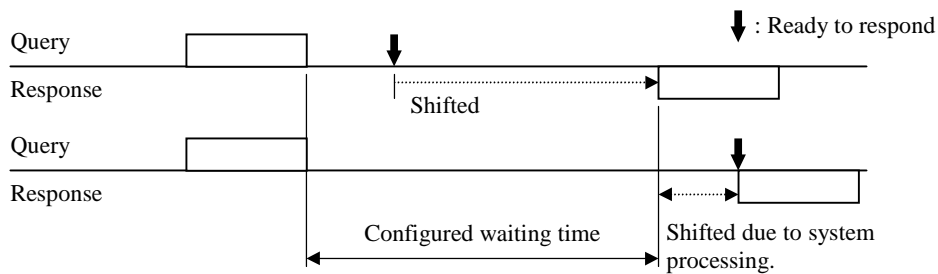 Query
: Ready to respond
Response
Shifted
Query
Response
Configured waiting time
Shifted due to system
processing.